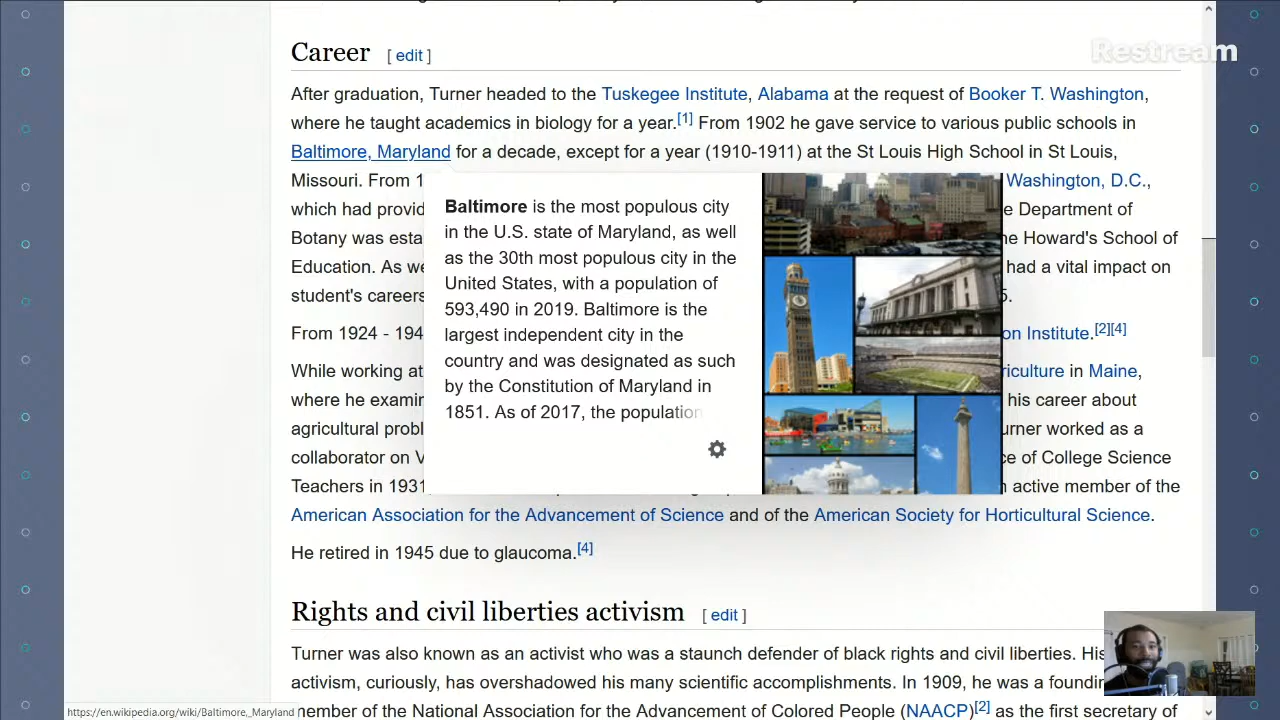 Career [ edit ]
Restream
After graduation, Turner headed to the Tuskegee Institute, Alabama at the request of Booker T. Washington,
where he taught academics in biology for a year.[1] From 1902 he gave service to various public schools in
Baltimore, Maryland for a decade, except for a year (1910-1911) at the St Louis High School in St Louis,
Missouri. From 1 Washington, D.C.,
which had provid e Department of
Botany was esta he Howard's School of
Education. As we had a vital impact on
student's careers 5.
From 1924 - 194 on Institute.[2][4]
While working at riculture in Maine,
where he examin his career about
agricultural probl urner worked as a
collaborator on V ce of College Science
Teachers in 1931 n active member of the
American Association for the Advancement of Science and of the American Society for Horticultural Science.
He retired in 1945 due to glaucoma.[4]
Baltimore is the most populous city
in the U.S. state of Maryland, as well
as the 30th most populous city in the
United States, with a population of
593,490 in 2019. Baltimore is the
largest independent city in the
country and was designated as such
by the Constitution of Maryland in
1851. As of 2017, the population
Rights and civil liberties activism [ edit ]
Turner was also known as an activist who was a staunch defender of black rights and civil liberties. His
activism, curiously, has overshadowed his many scientific accomplishments. In 1909, he was a foundin
member of the National Association for the Advancement of Colored People (NAACP)[2] as the first secretary of
https://en.wikipedia.org/wiki/Baltimore,_Maryland